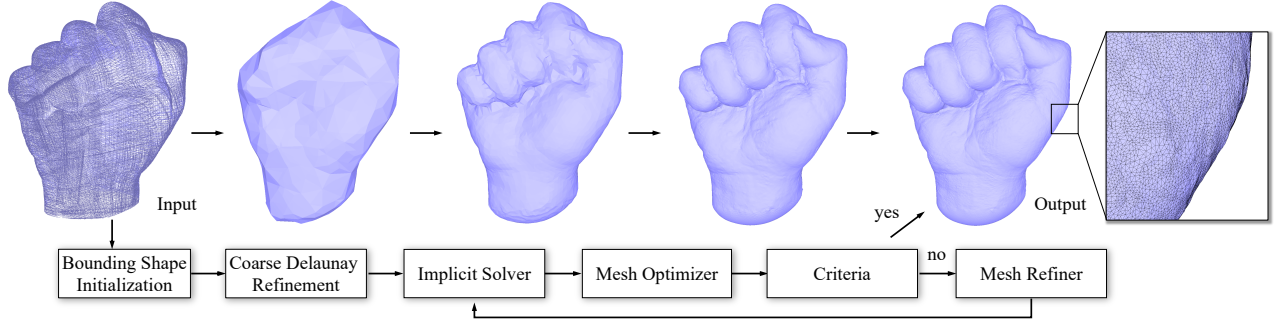 Input
Output
yes
Bounding Shape
Initialization
Coarse Delaunay
Refinement
Implicit Solver
Mesh Optimizer
Criteria
no
Mesh Refiner